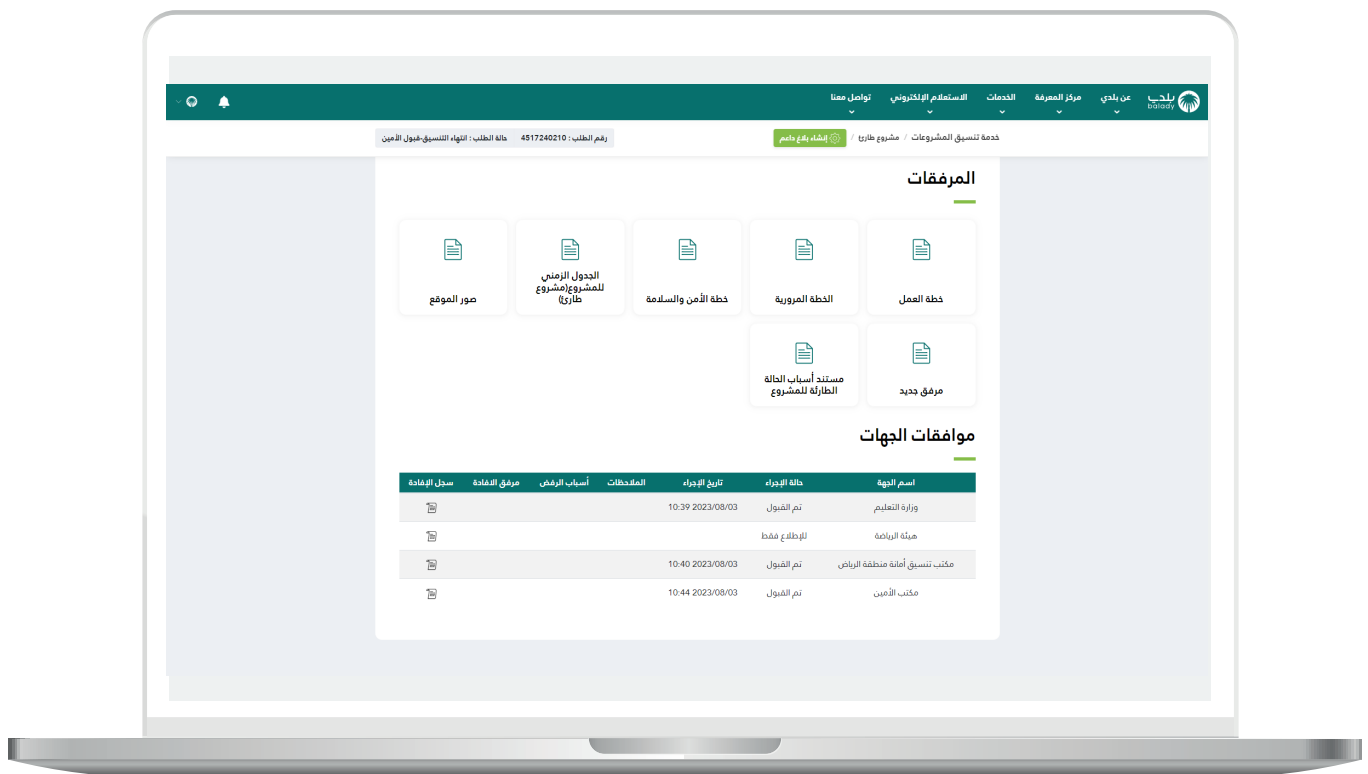 بلدي
balady
عن بلدي
مركز المعرفة
الخدمات
الاستعلام الإلكتروني
تواصل معنا
خدمة تنسيق المشروعات / مشروع طارئ / إنشاء بلاغ داعم
رقم الطلب : 4517240210 حالة الطلب : انتهاء التنسيق-قبول الأمين
المرفقات
خطة العمل
الخطة المرورية
خطة الأمن والسلامة
الجدول الزمني
للمشروع(مشروع
طارئ)
صور الموقع
مرفق جديد
مستند أسباب الحالة
الطارئة للمشروع
موافقات الجهات
اسم الجهة حالة الإجراء تاريخ الإجراء الملاحظات أسباب الرفض مرفق الافادة سجل الإفادة
وزارة التعليم تم القبول 2023/08/03 10:39
هيئة الرياضة للإطلاع فقط
مكتب تنسيق أمانة منطقة الرياض تم القبول 2023/08/03 10:40
مكتب الأمين تم القبول 2023/08/03 10:44